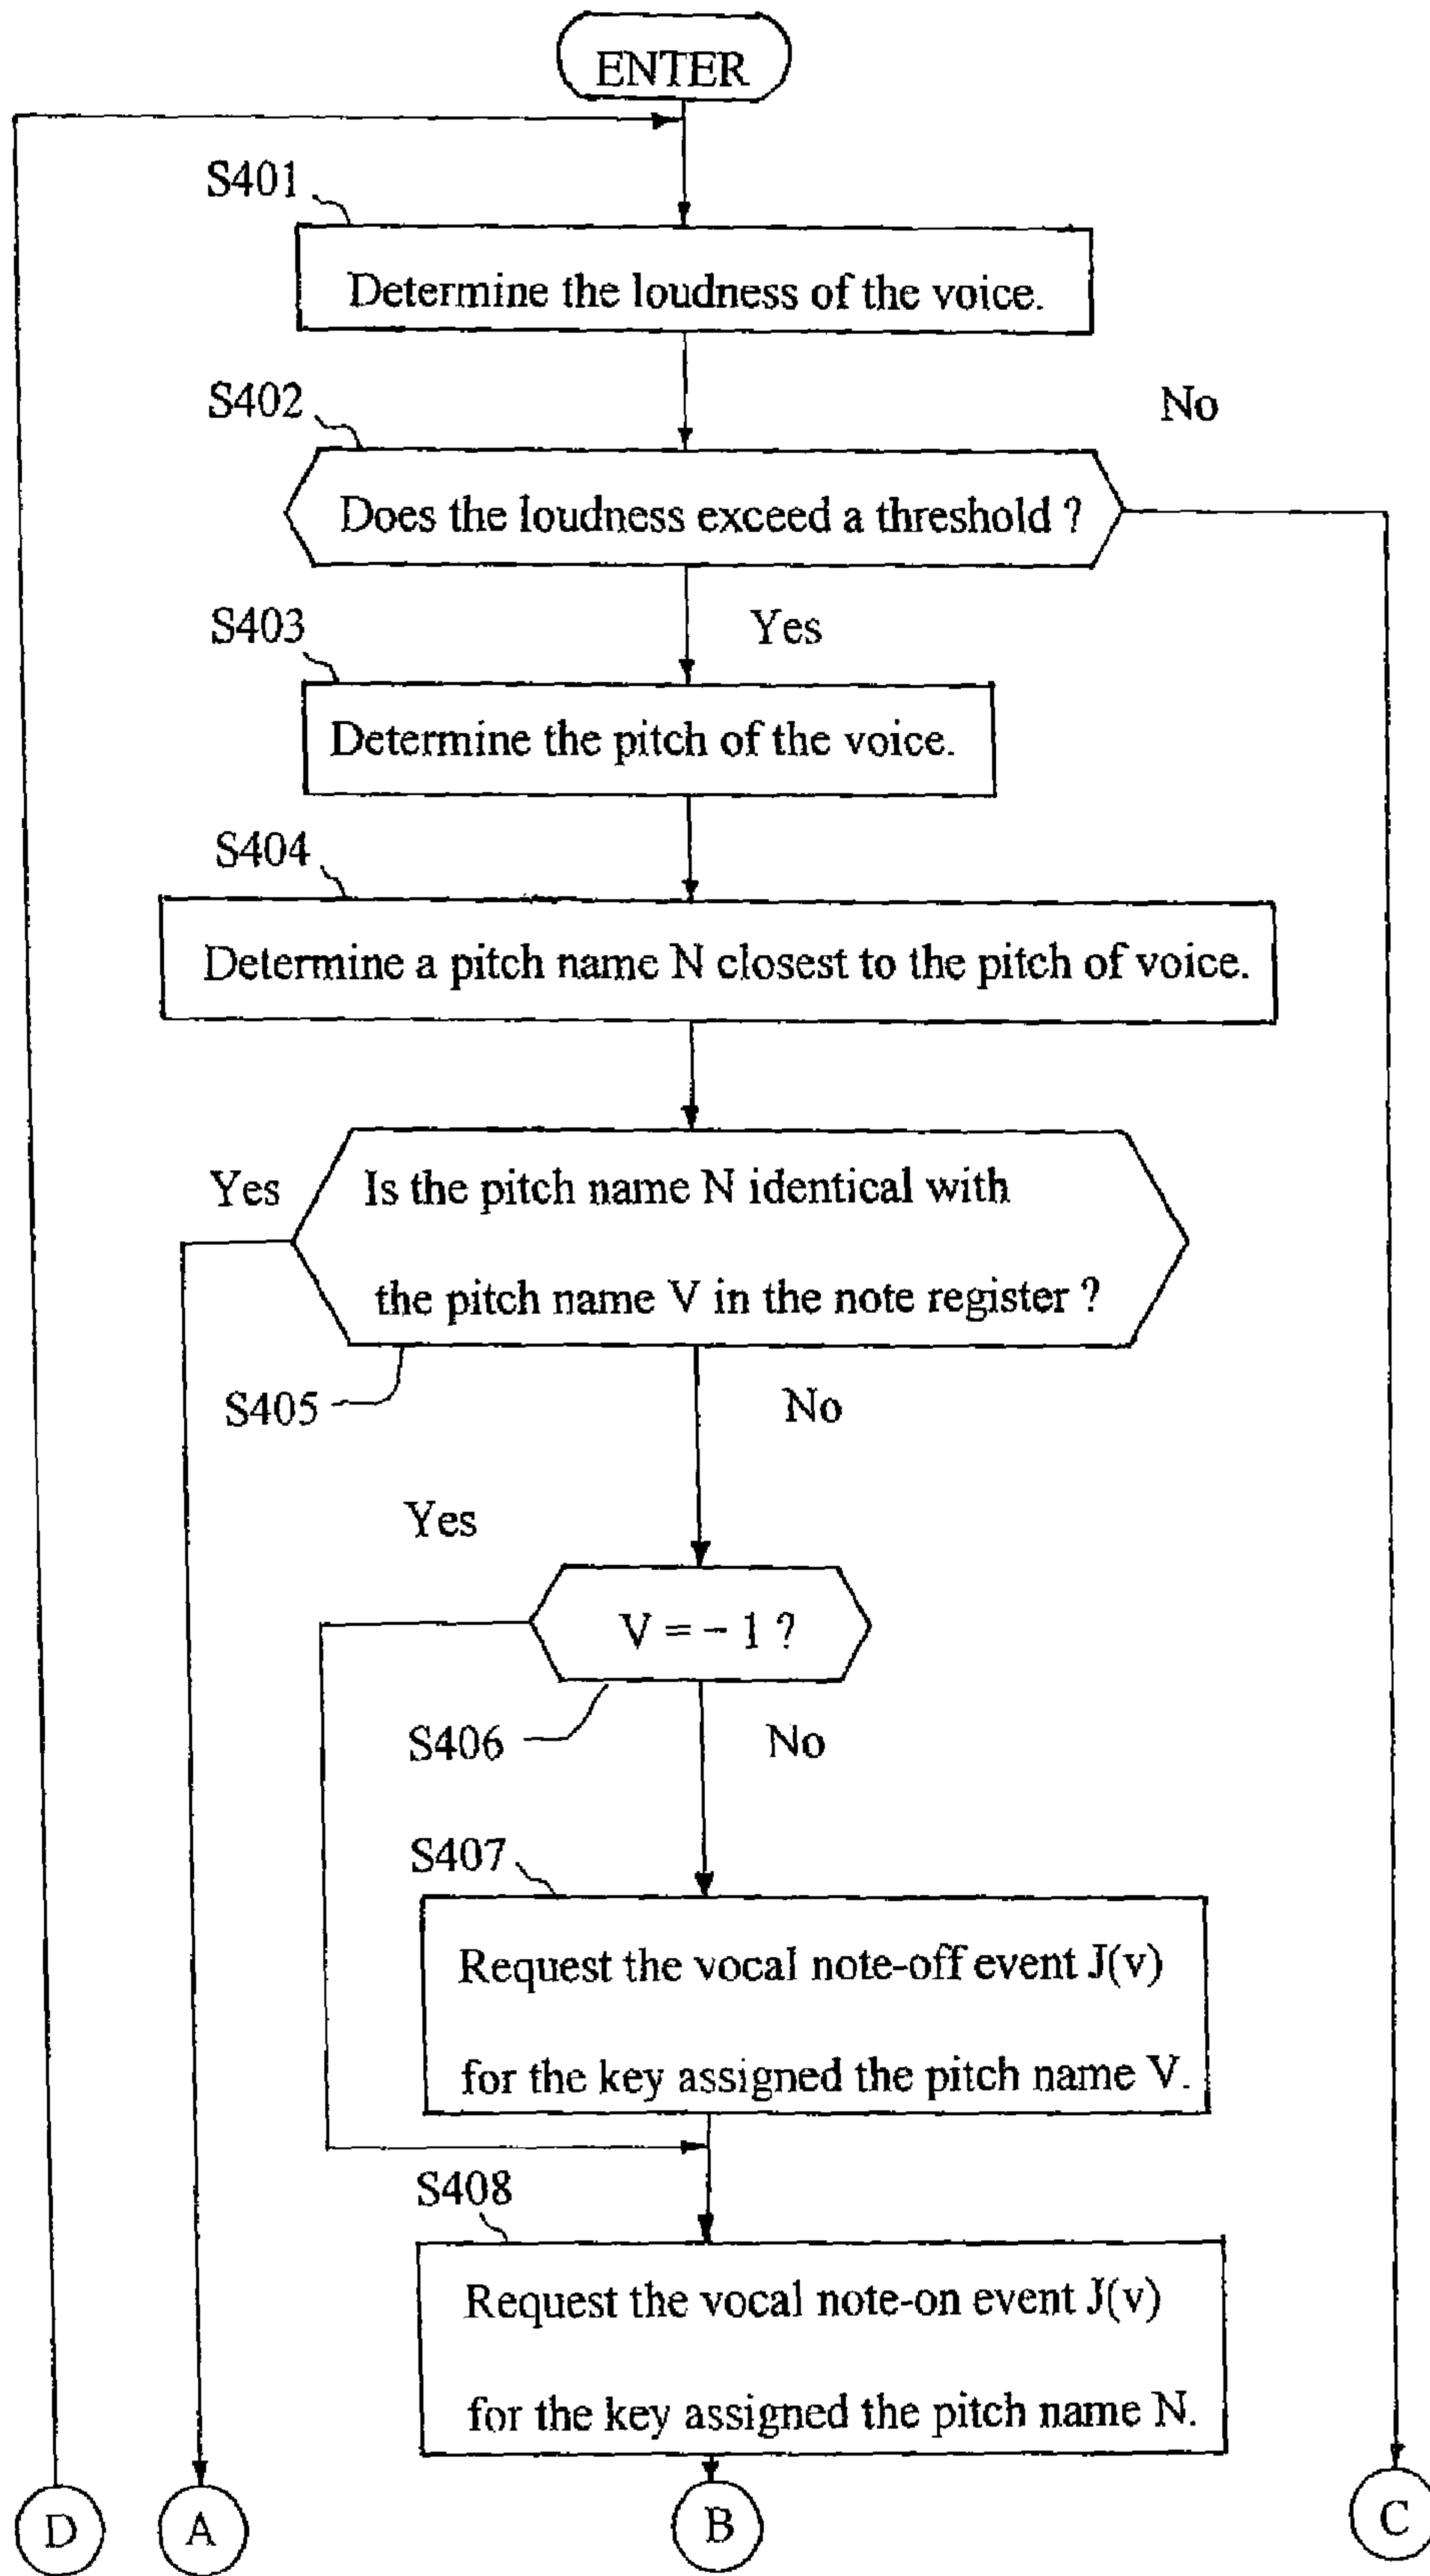 ENTER
S401
Determine the loudness of the voice.
S402
No
Does the loudness exceed a threshold ?
S403
Yes
Determine the pitch of the voice.
S404
Determine a pitch name N closest to the pitch of voice.
Yes
Is the pitch name N identical with
the pitch name V in the note register ?
S405
No
Yes
V = - 1 ?
S406
No
S407
Request the vocal note-off event J(v)
for the key assigned the pitch name V.
S408
Request the vocal note-on event J(v)
for the key assigned the pitch name N.
D
A
B
C